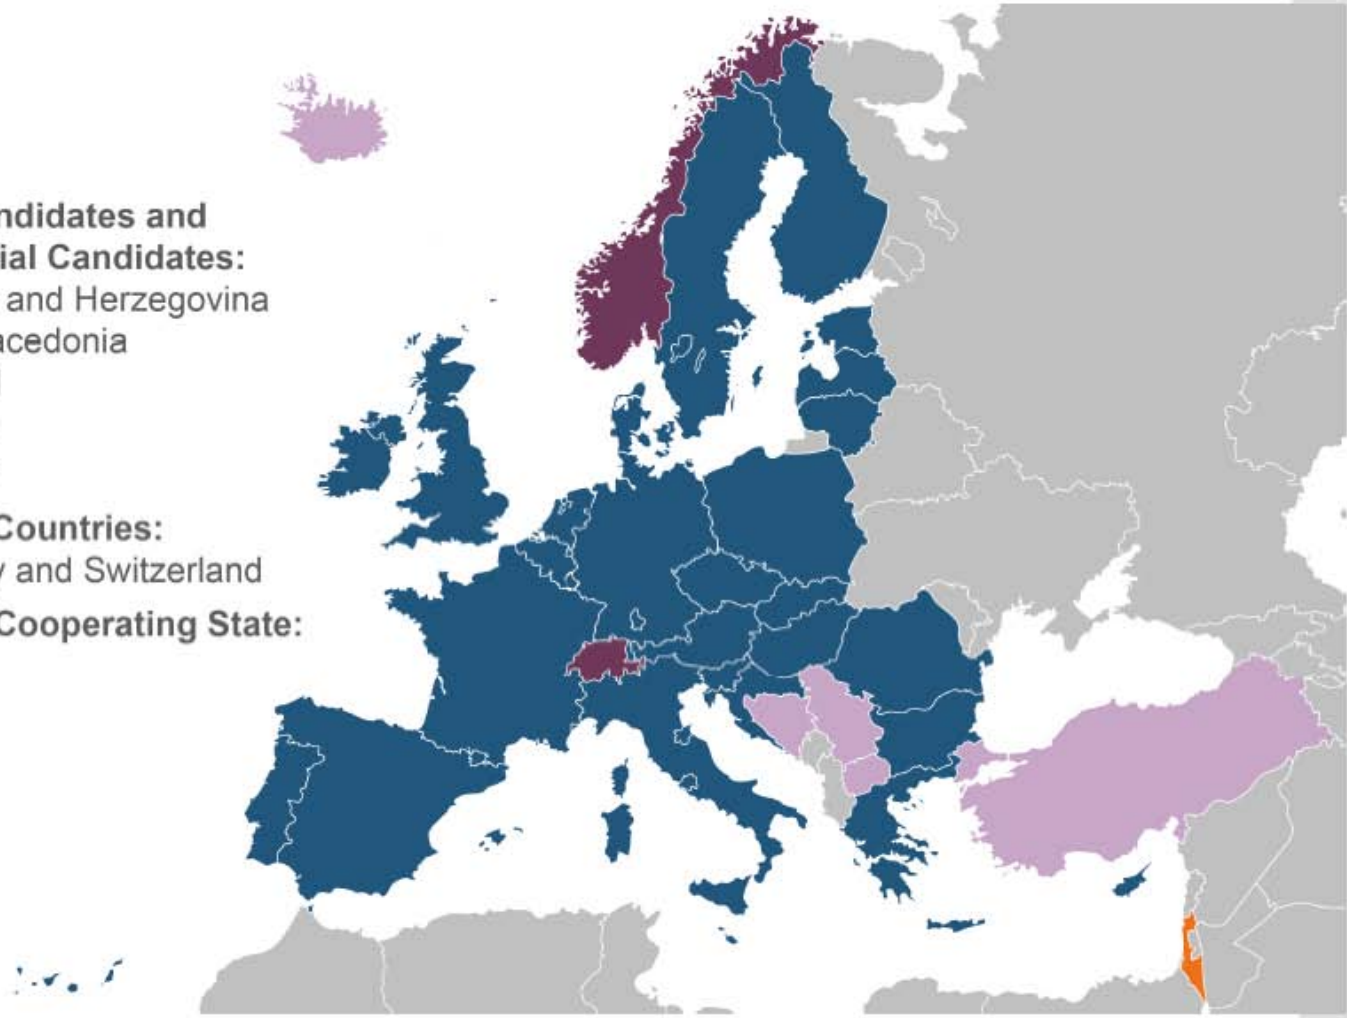 ndidates and
ial Candidates:
and Herzegovina
acedonia
Countries:
and Switzerland
Cooperating State: